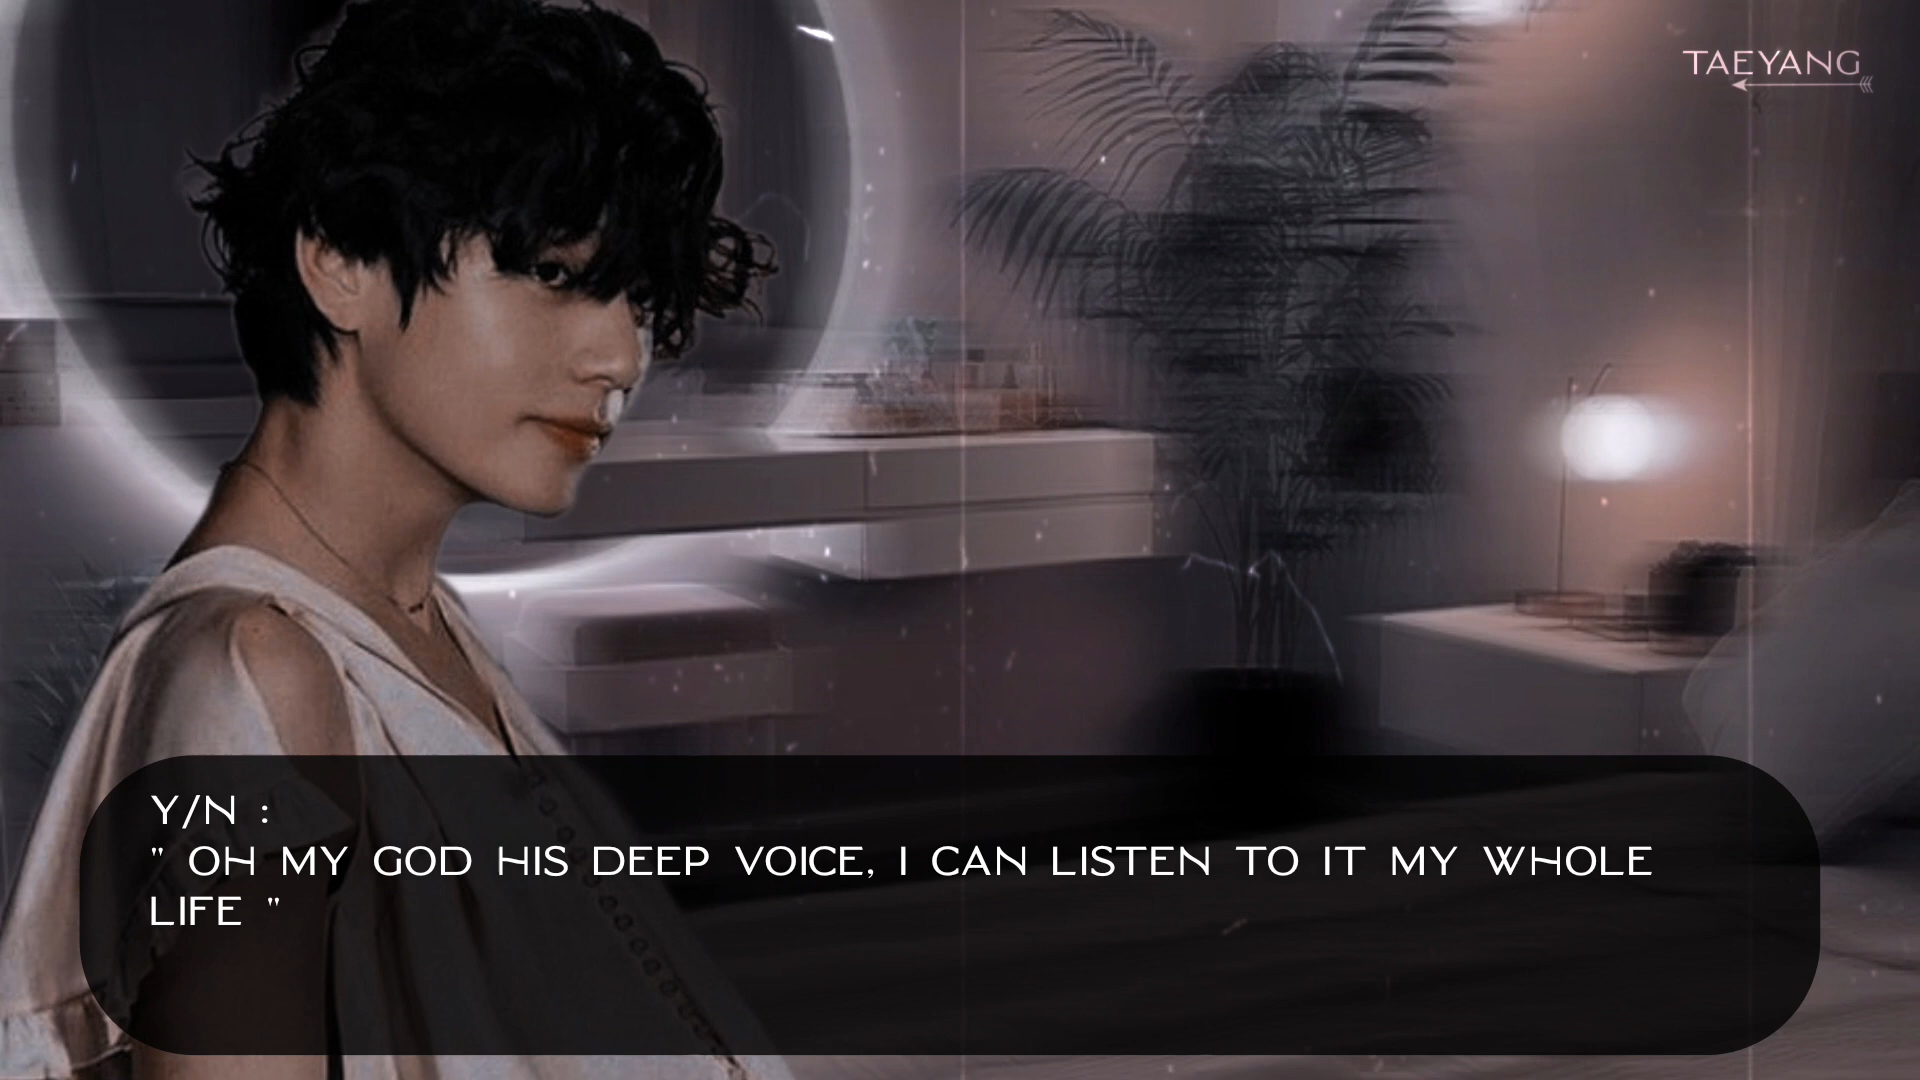 TAEYANG
Y/N :
" OH MY GOD HIS DEEP VOICE, I CAN LISTEN TO IT MY WHOLE
LIFE "